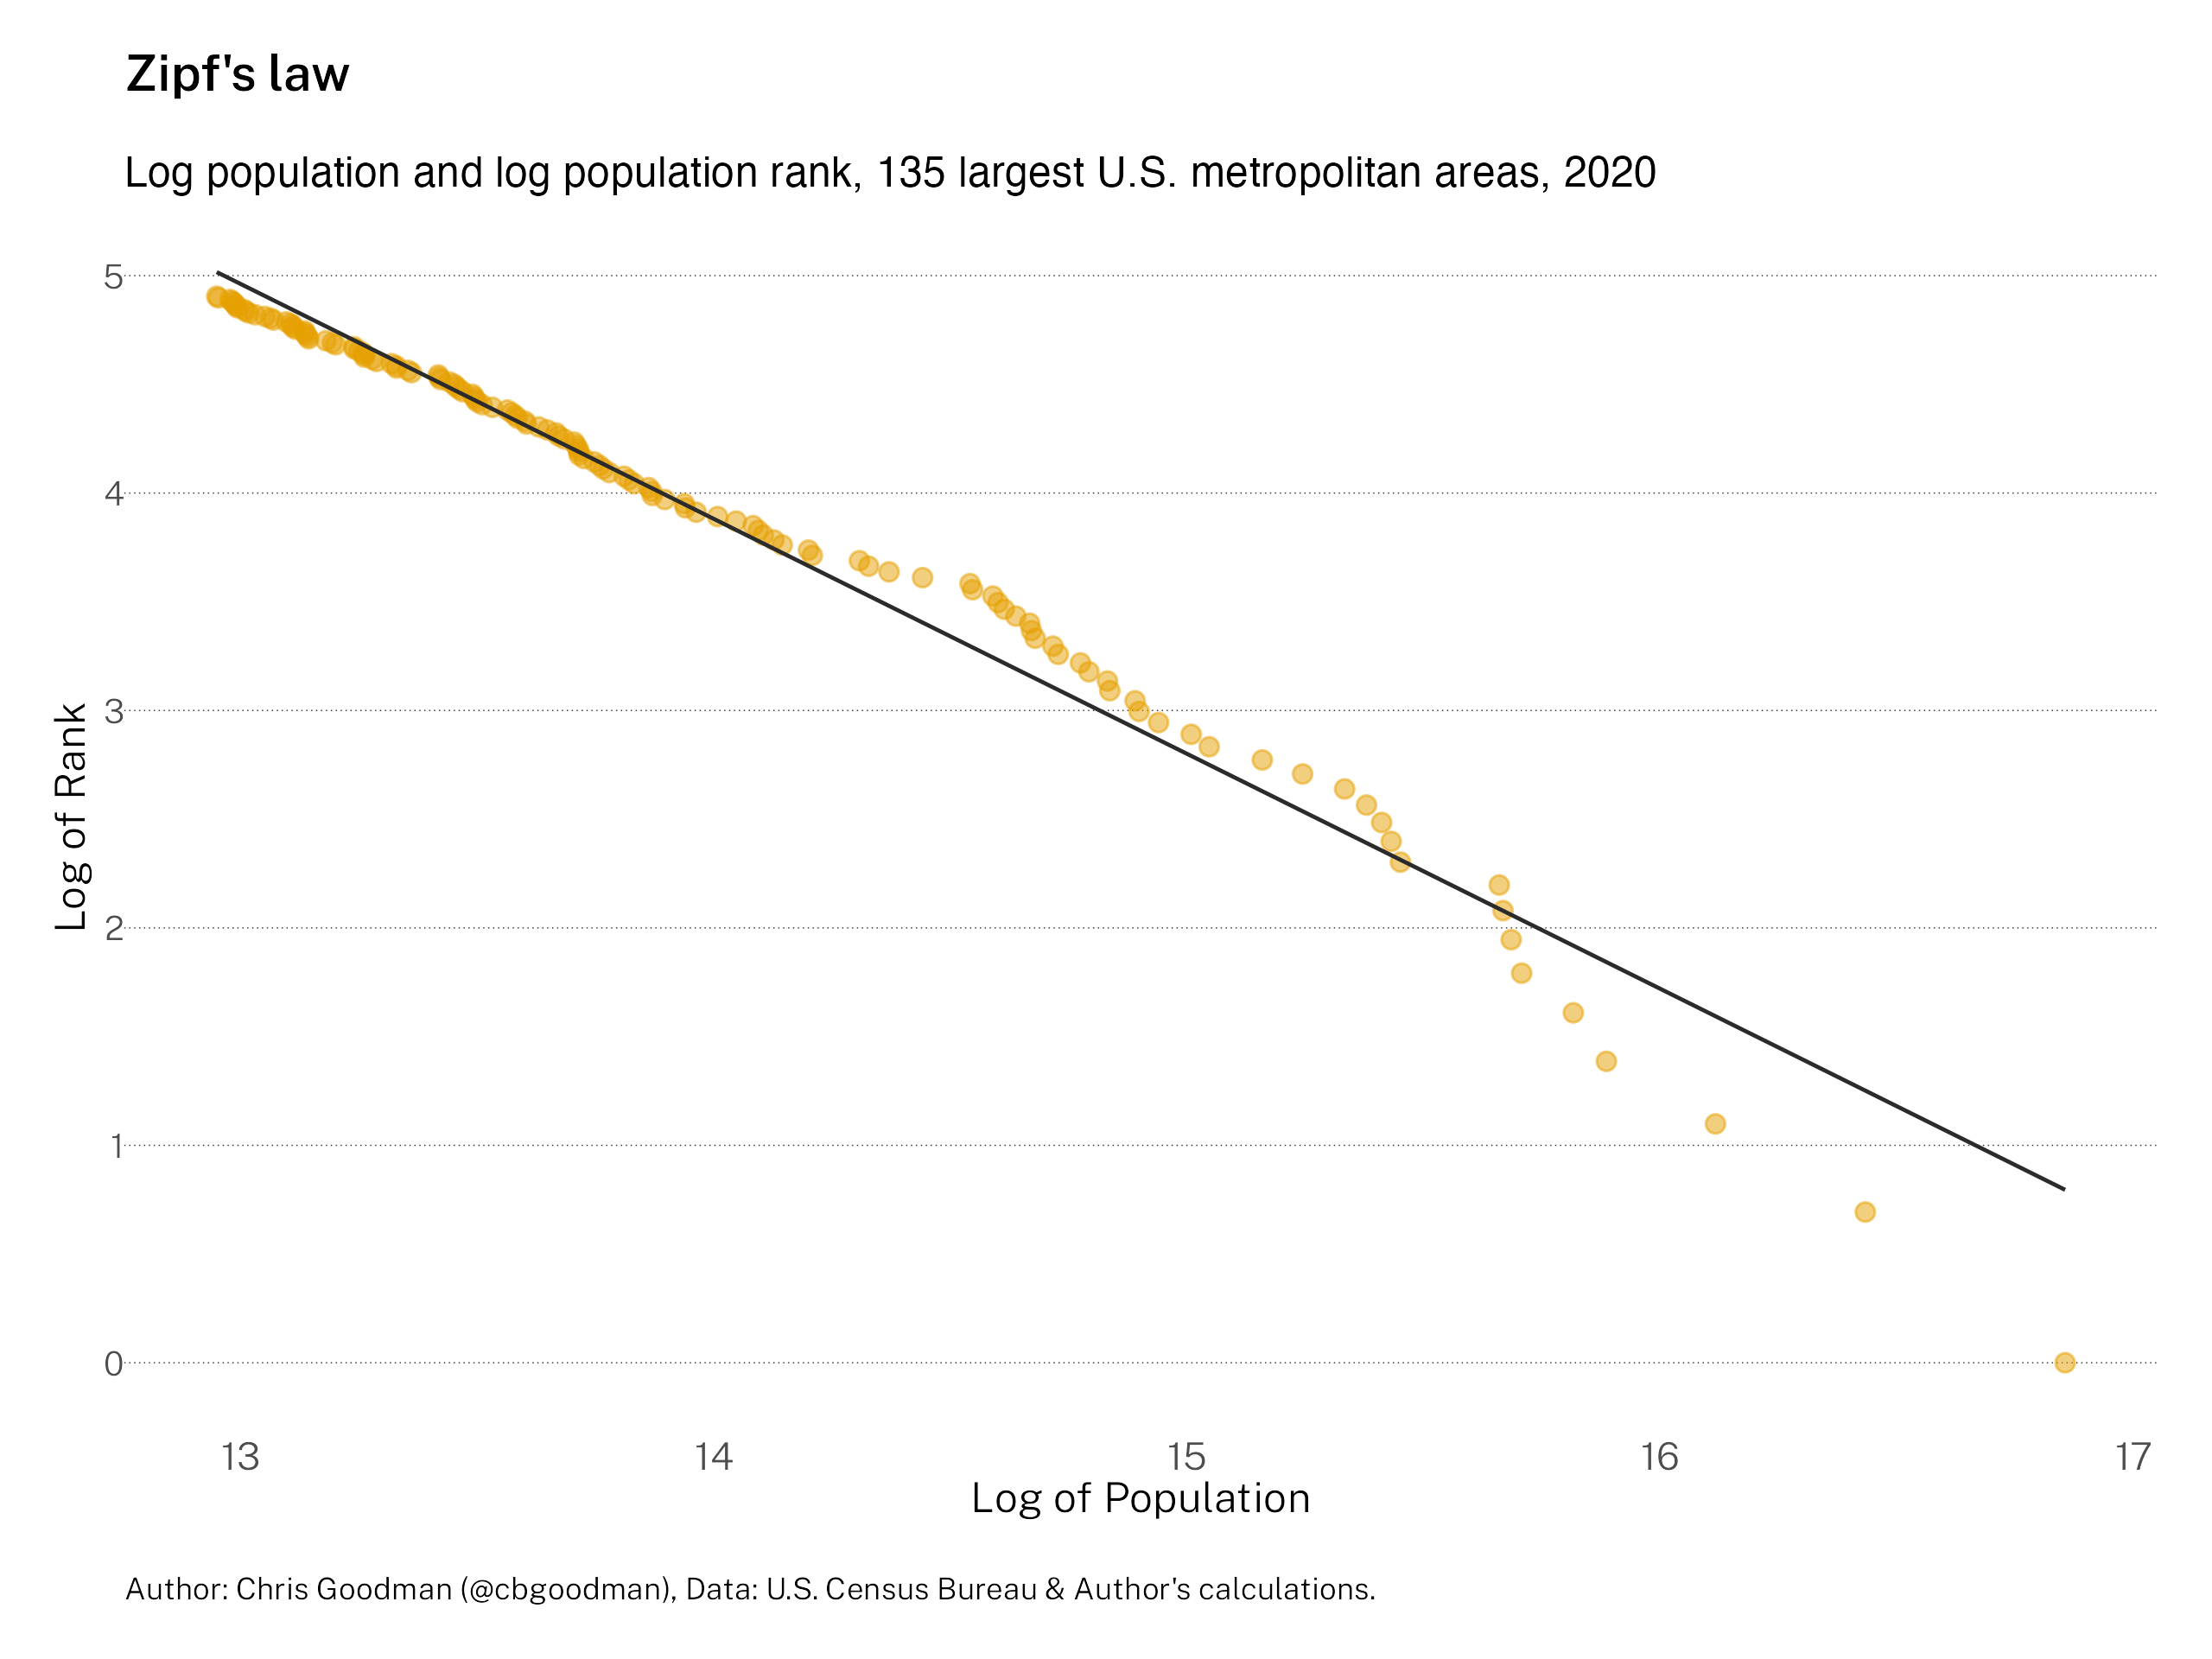 Zipf's law
Log population and log population rank, 135 largest U.S. metropolitan areas, 2020
5
4
3
2
1
0
Log of Rank
13 14 15 16 17
Log of Population
Author: Chris Goodman (@cbgoodman), Data: U.S. Census Bureau & Author's calculations.